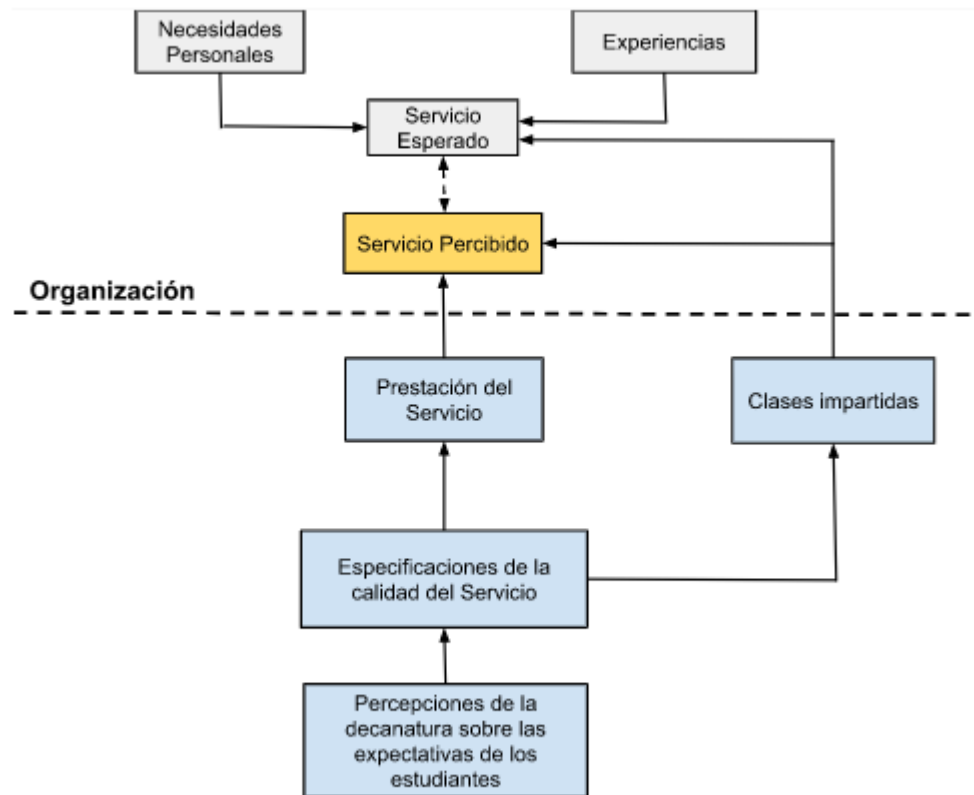 Necesidades
Personales
Experiencias
Servicio
Esperado
Servicio Percibido
Organización
Prestación del
Servicio
Clases impartidas
Especificaciones de la
calidad del Servicio
Percepciones de la
decanatura sobre las
expectativas de los
estudiantes